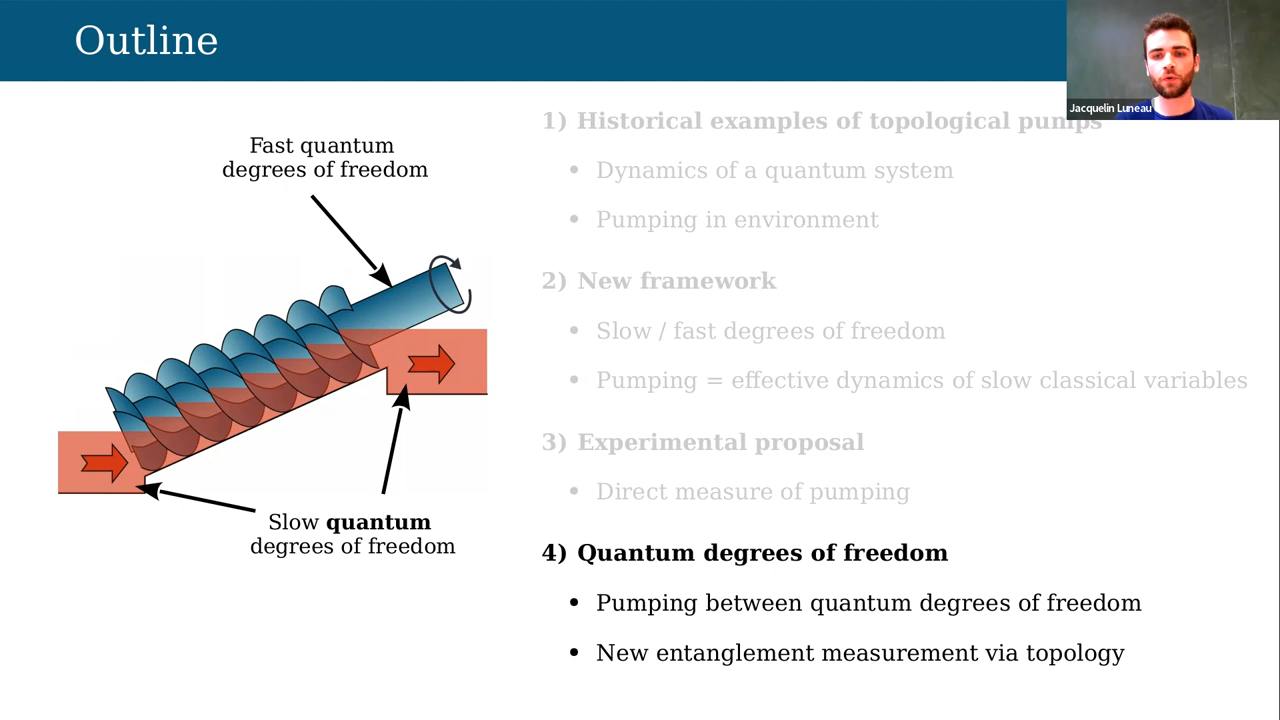 Outline
Jacquelin Luneau
Fast quantum
degrees of freedom
Slow quantum
degrees of freedom
1) Historical examples of topological pumps
• Dynamics of a quantum system
• Pumping in environment
2) New framework
• Slow / fast degrees of freedom
• Pumping = effective dynamics of slow classical variables
3) Experimental proposal
• Direct measure of pumping
4) Quantum degrees of freedom
• Pumping between quantum degrees of freedom
• New entanglement measurement via topology